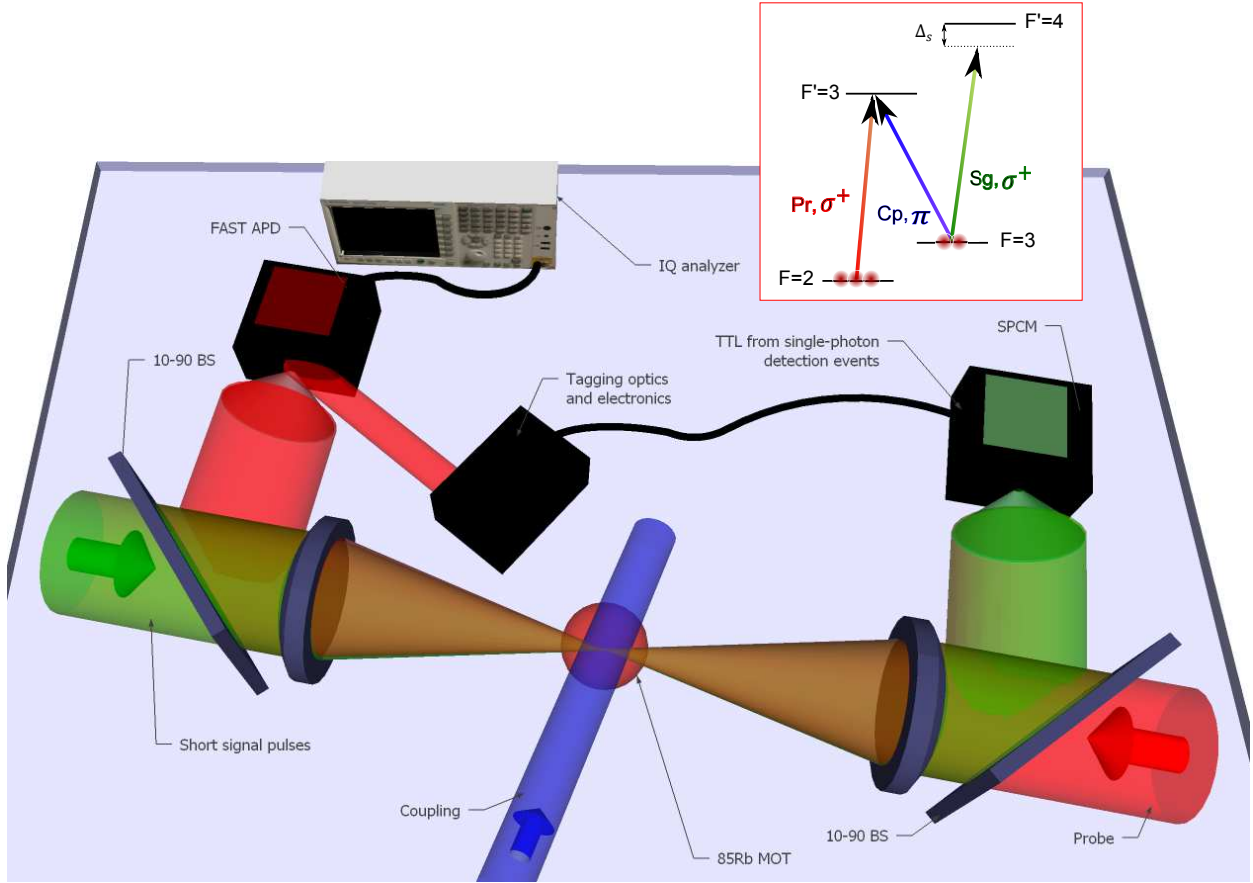 F'=4
Δₛ
F'=3
Pr, σ⁺
Cp, π
Sg, σ⁺
F=3
F=2
FAST APD
IQ analyzer
10-90 BS
Tagging optics
and electronics
TTL from single-photon
detection events
SPCM
Short signal pulses
Coupling
85Rb MOT
10-90 BS
Probe